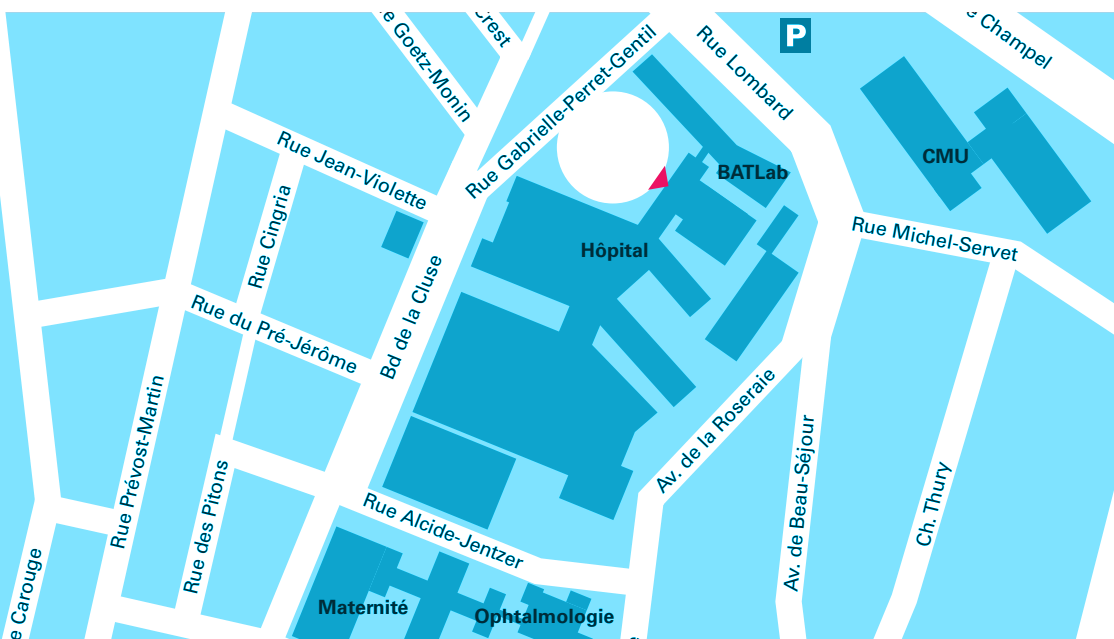 P
Crest
Goetz-Monin
Rue Gabrielle-Perret-Gentil
Rue Lombard
Champel
Rue Jean-Violette
BATLab
CMU
Rue Cingria
Hôpital
Rue Michel-Servet
Bd de la Cluse
Rue du Pré-Jérôme
Rue Prévost-Martin
Av. de la Roseraie
Av. de Beau-Séjour
Ch. Thury
Rue des Pitons
Rue Alcide-Jentzer
Carouge
Maternité
Ophtalmologie